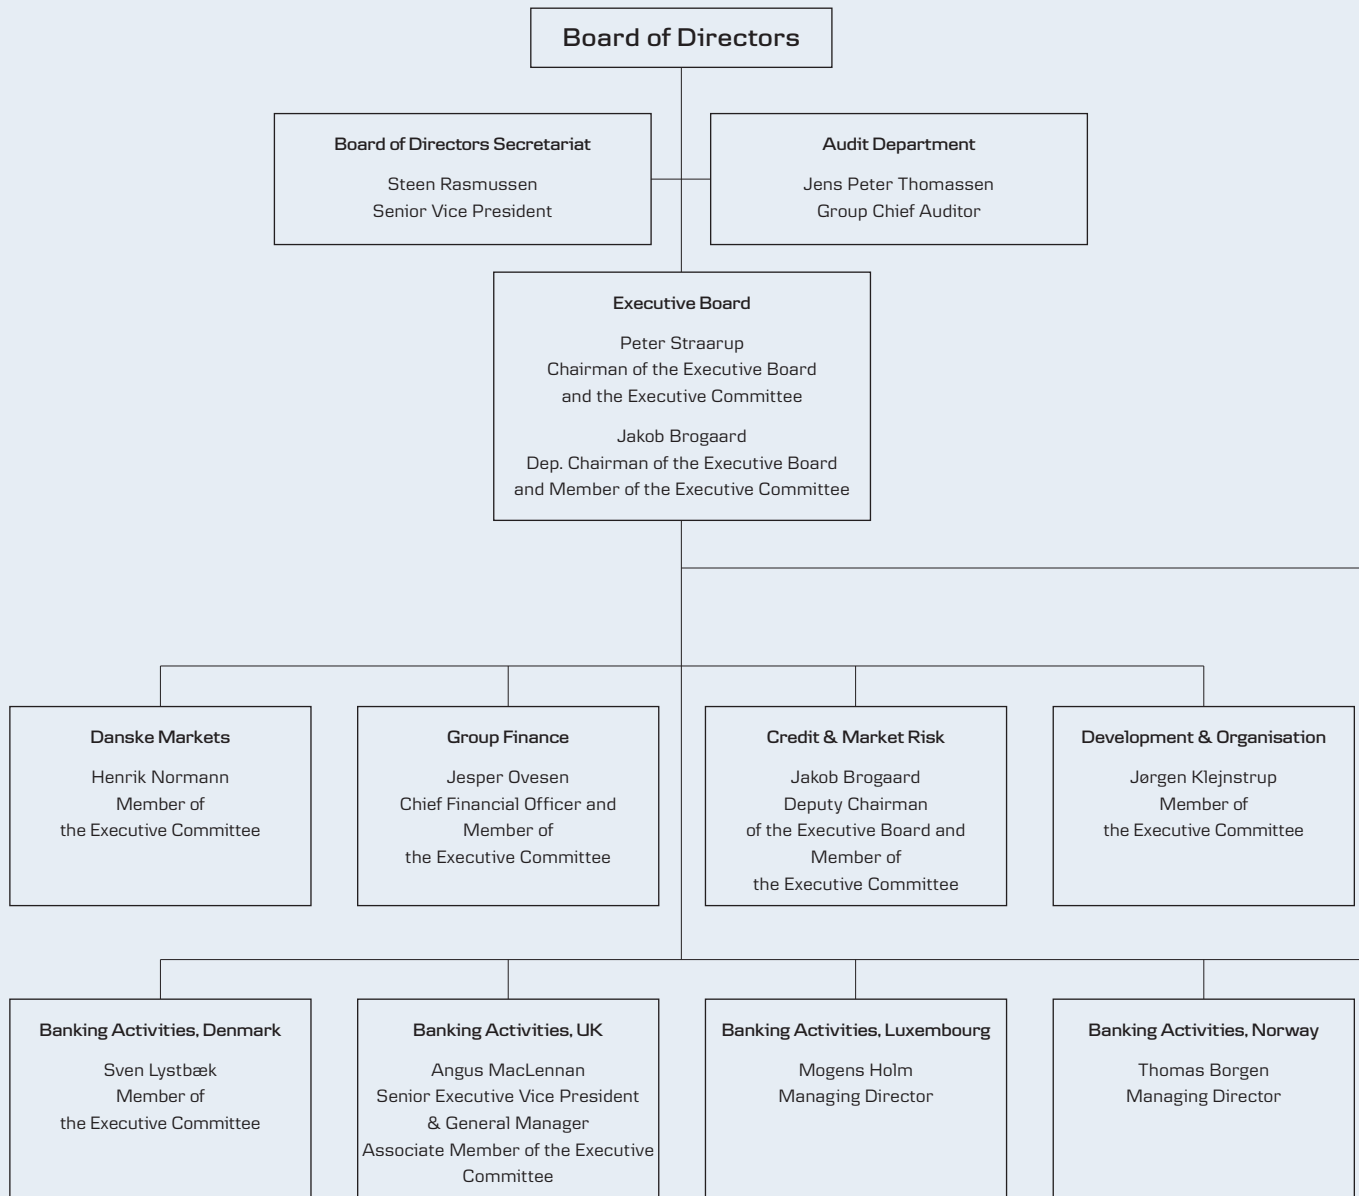 Board of Directors
Board of Directors Secretariat
Steen Rasmussen
Senior Vice President
Audit Department
Jens Peter Thomassen
Group Chief Auditor
Executive Board
Peter Straarup
Chairman of the Executive Board
and the Executive Committee
Jakob Brogaard
Dep. Chairman of the Executive Board
and Member of the Executive Committee
Danske Markets
Henrik Normann
Member of
the Executive Committee
Group Finance
Jesper Ovesen
Chief Financial Officer and
Member of
the Executive Committee
Credit & Market Risk
Jakob Brogaard
Deputy Chairman
of the Executive Board and
Member of
the Executive Committee
Development & Organisation
Jørgen Klejnstrup
Member of
the Executive Committee
Banking Activities, Denmark
Sven Lystbæk
Member of
the Executive Committee
Banking Activities, UK
Angus MacLennan
Senior Executive Vice President
& General Manager
Associate Member of the Executive
Committee
Banking Activities, Luxembourg
Mogens Holm
Managing Director
Banking Activities, Norway
Thomas Borgen
Managing Director